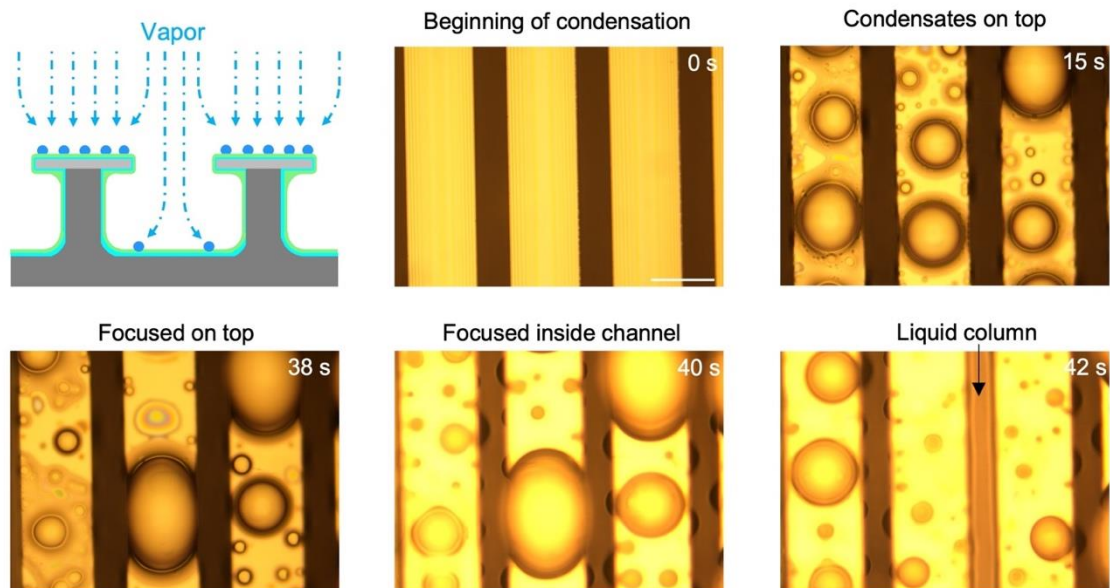 Vapor
Beginning of condensation
0 s
Condensates on top
15 s
Focused on top
38 s
Focused inside channel
40 s
Liquid column
42 s